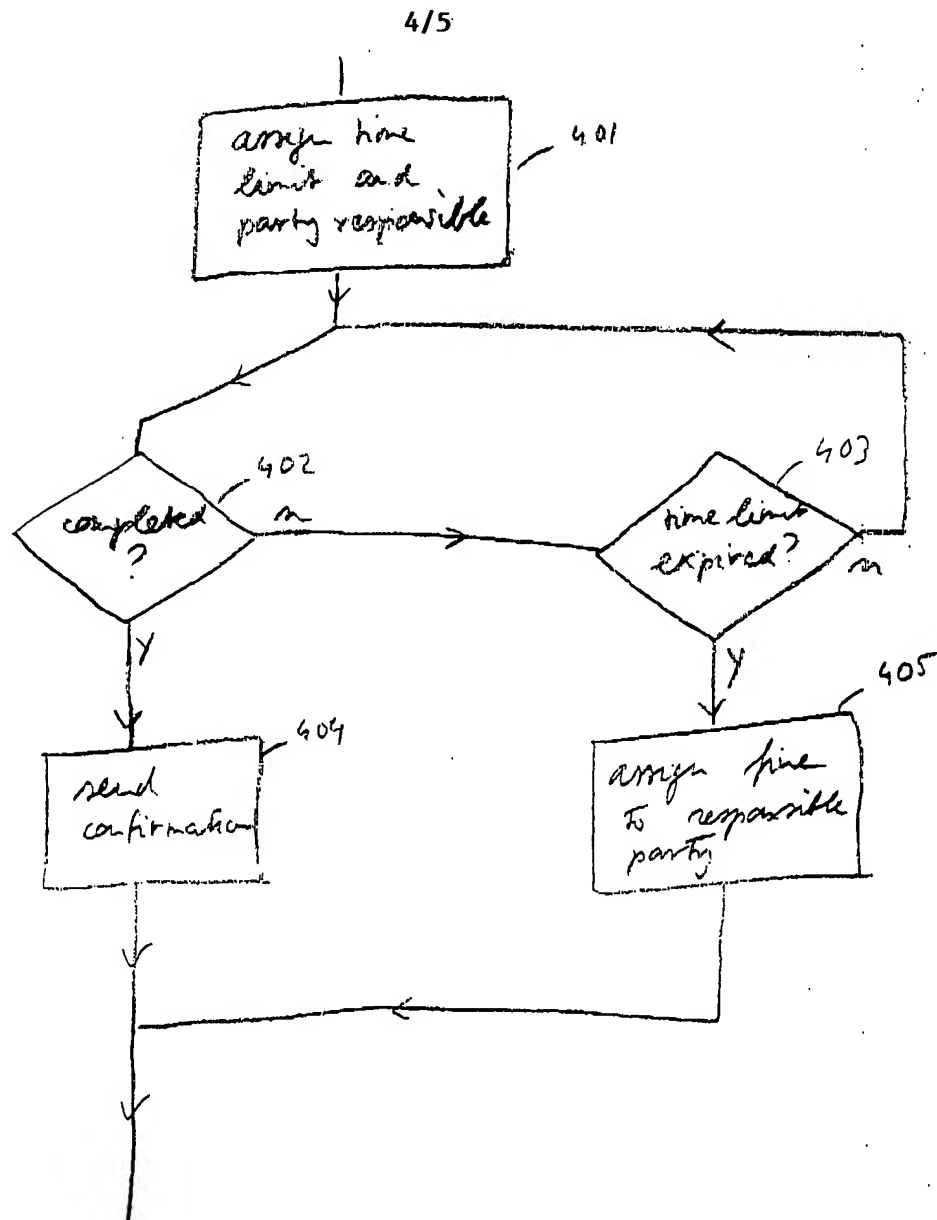 4/5
assign time
limit and
party responsible
401
completed
?
402
n
time limit
expired?
403
n
y
y
send
confirmation
404
assign fine
to responsible
party
405